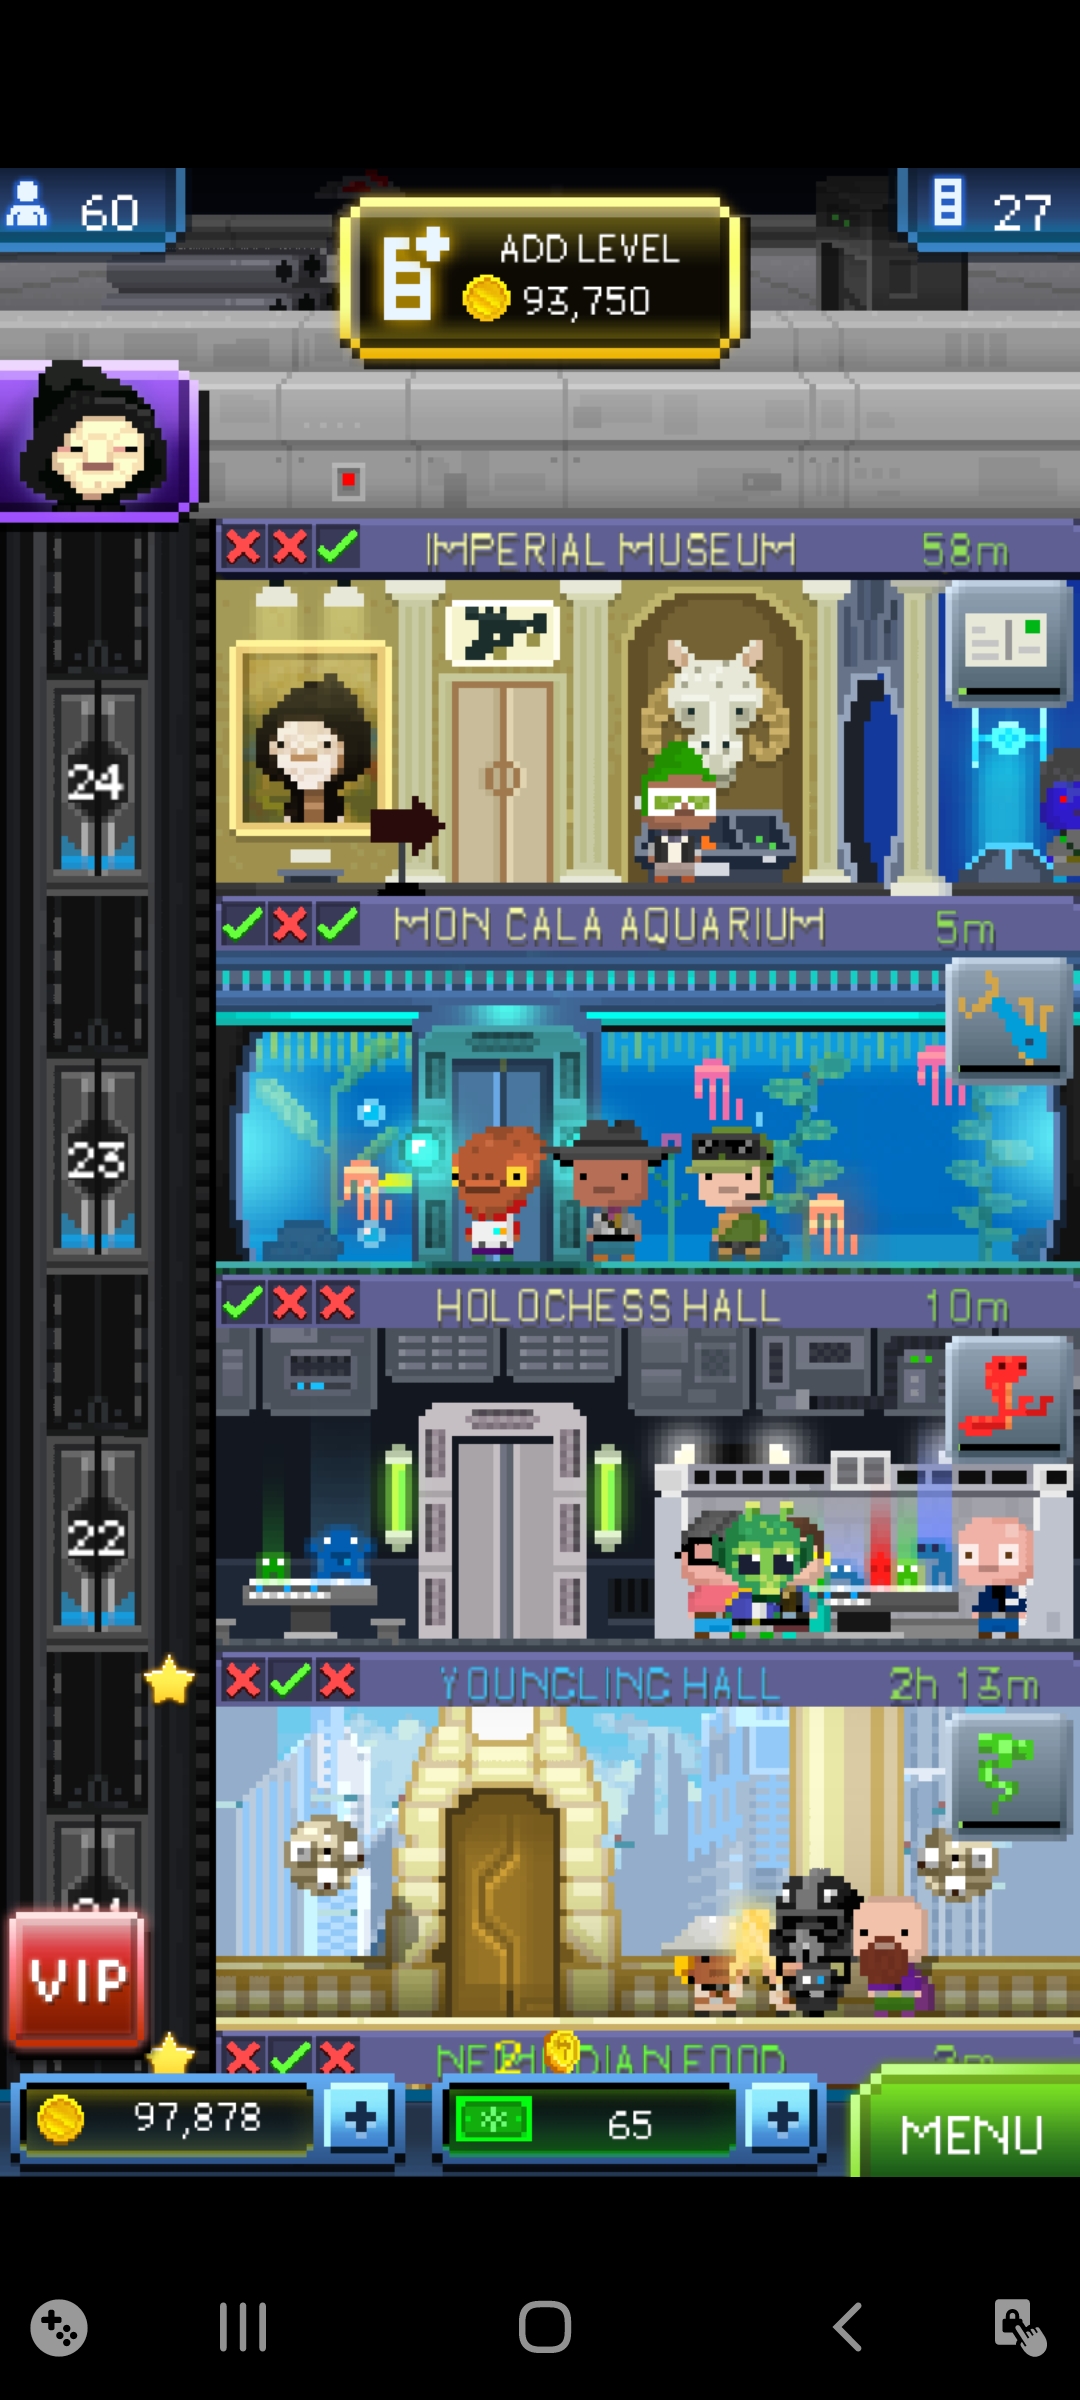 60
ADD LEVEL
93,750
27
IMPERIAL MUSEUM 58m
24
MON CALA AQUARIUM 5m
23
HOLOCHESS HALL 10m
22
YOUNGLING HALL 2h 13m
VIP
FOOD 3m
97,878
65
MENU